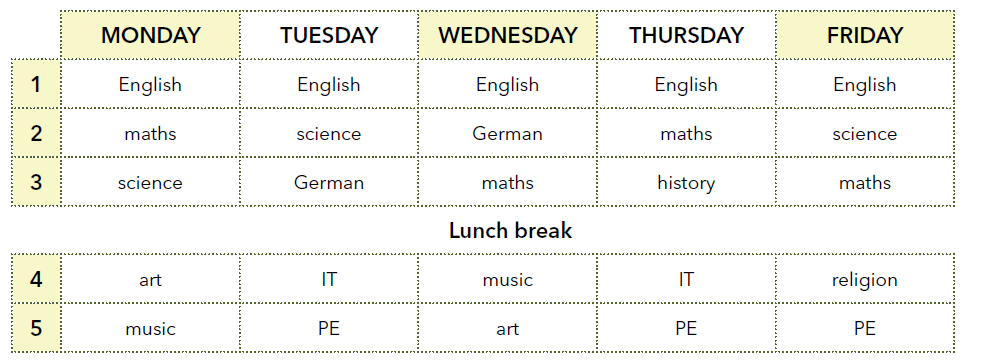 MONDAY TUESDAY WEDNESDAY THURSDAY FRIDAY
1 English English English English English
2 maths science German maths science
3 science German maths history maths
Lunch break
4 art IT music IT religion
5 music PE art PE PE